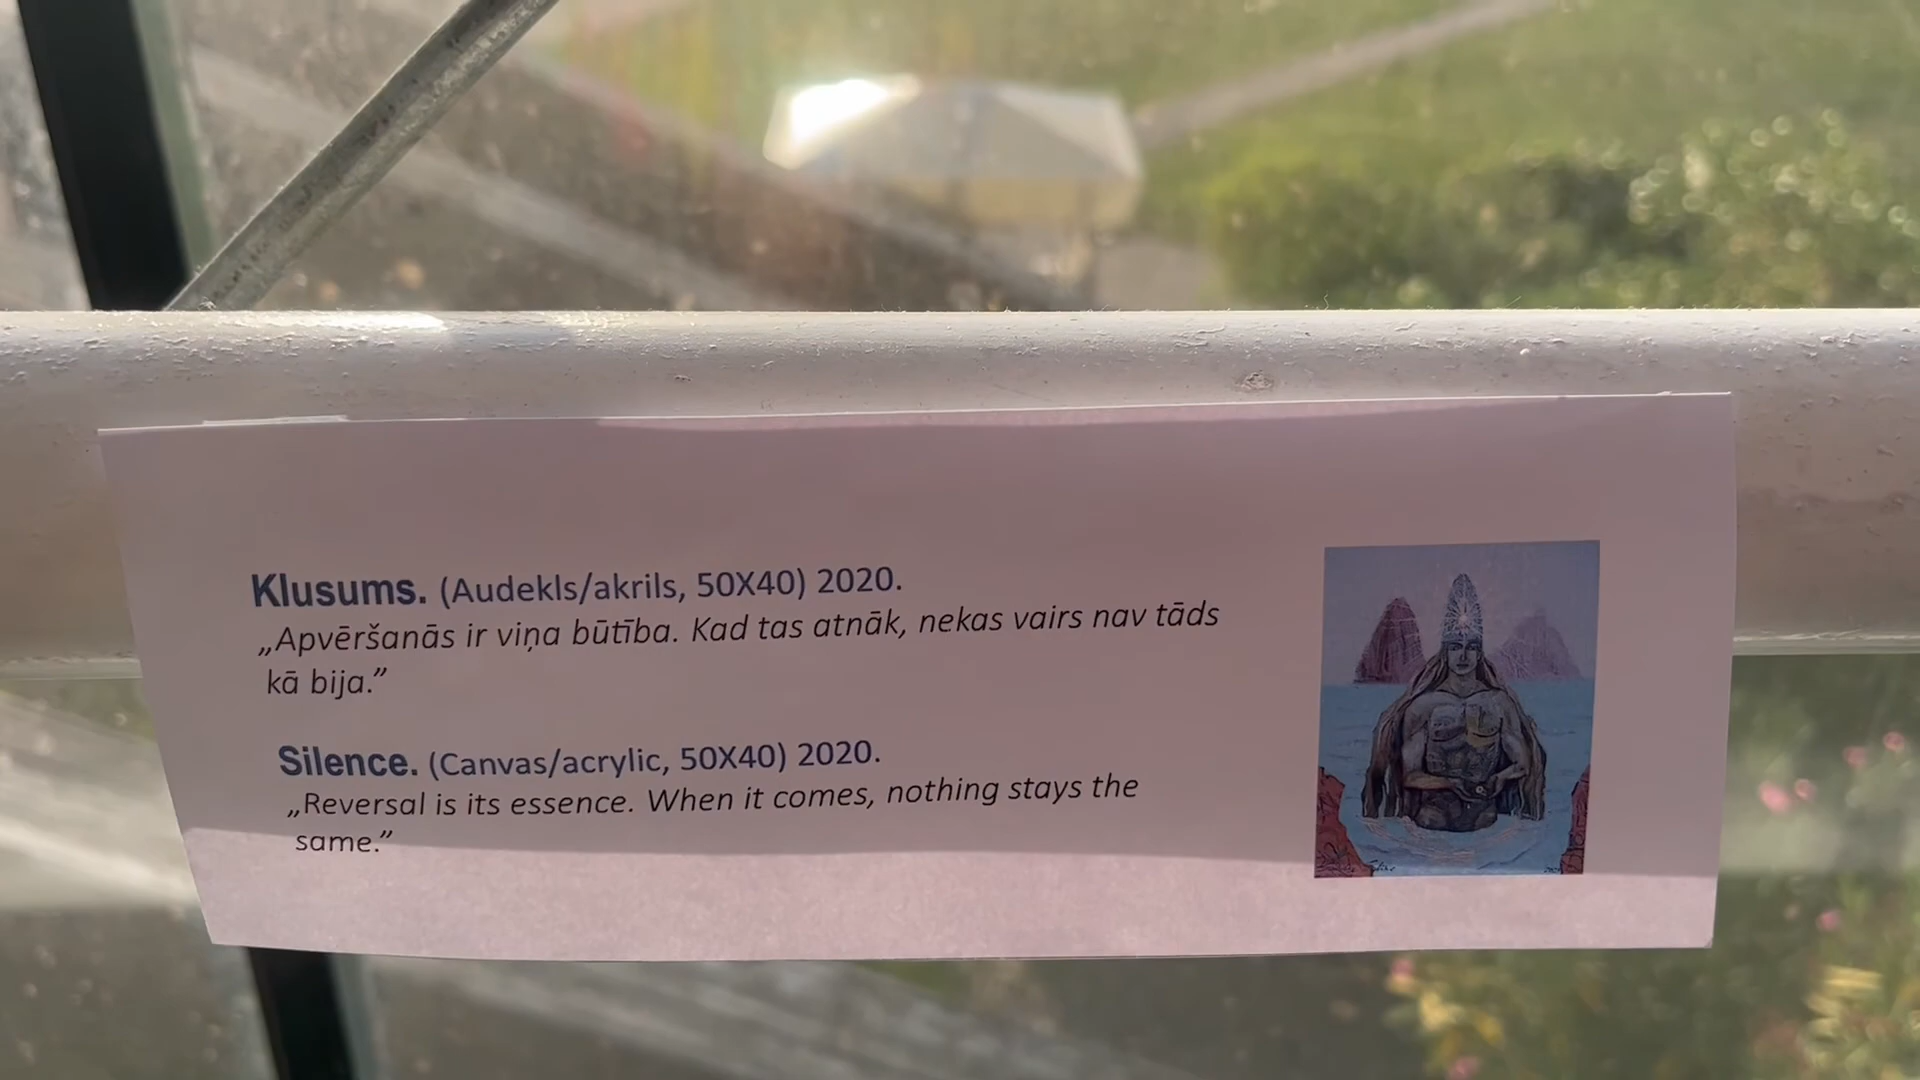 Klusums. (Audekls/akrils, 50X40) 2020.
„Apvēršanās ir viņa būtība. Kad tas atnāk, nekas vairs nav tāds
kā bija.”
Silence. (Canvas/acrylic, 50X40) 2020.
„Reversal is its essence. When it comes, nothing stays the
same.”